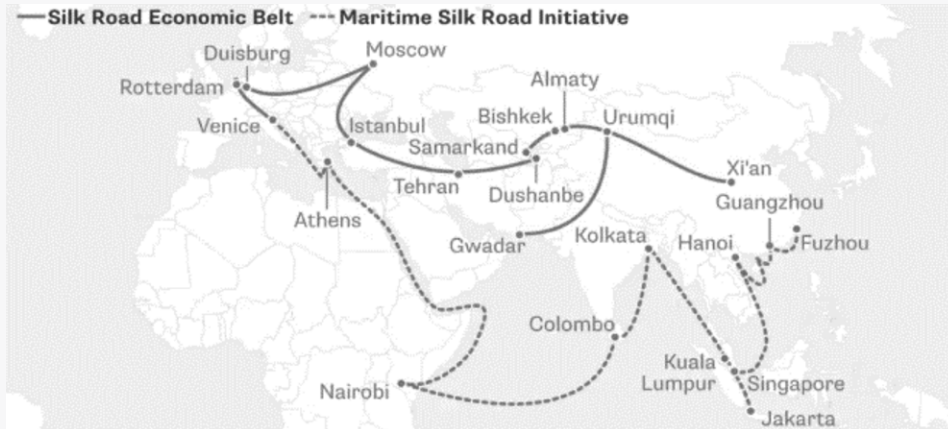 Silk Road Economic Belt
Maritime Silk Road Initiative
Duisburg
Moscow
Rotterdam
Almaty
Venice
Istanbul
Bishkek
Urumqi
Samarkand
Xi'an
Tehran
Dushanbe
Athens
Guangzhou
Gwadar
Kolkata
Hanoi
Fuzhou
Colombo
Kuala
Lumpur
Singapore
Nairobi
Jakarta